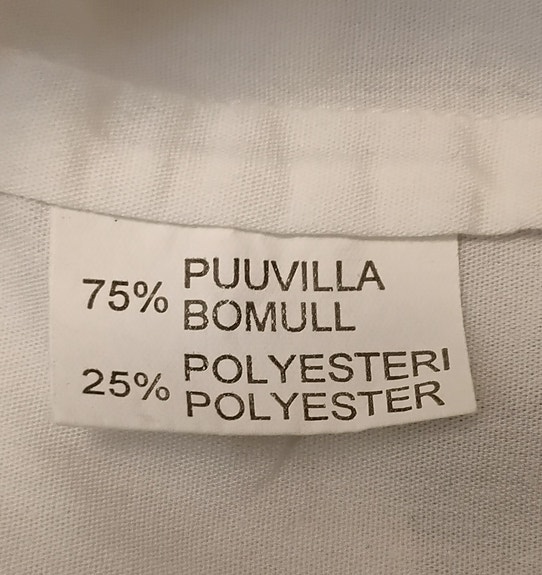 75% PUUVILLA
BOMULL
25% POLYESTERI
POLYESTER